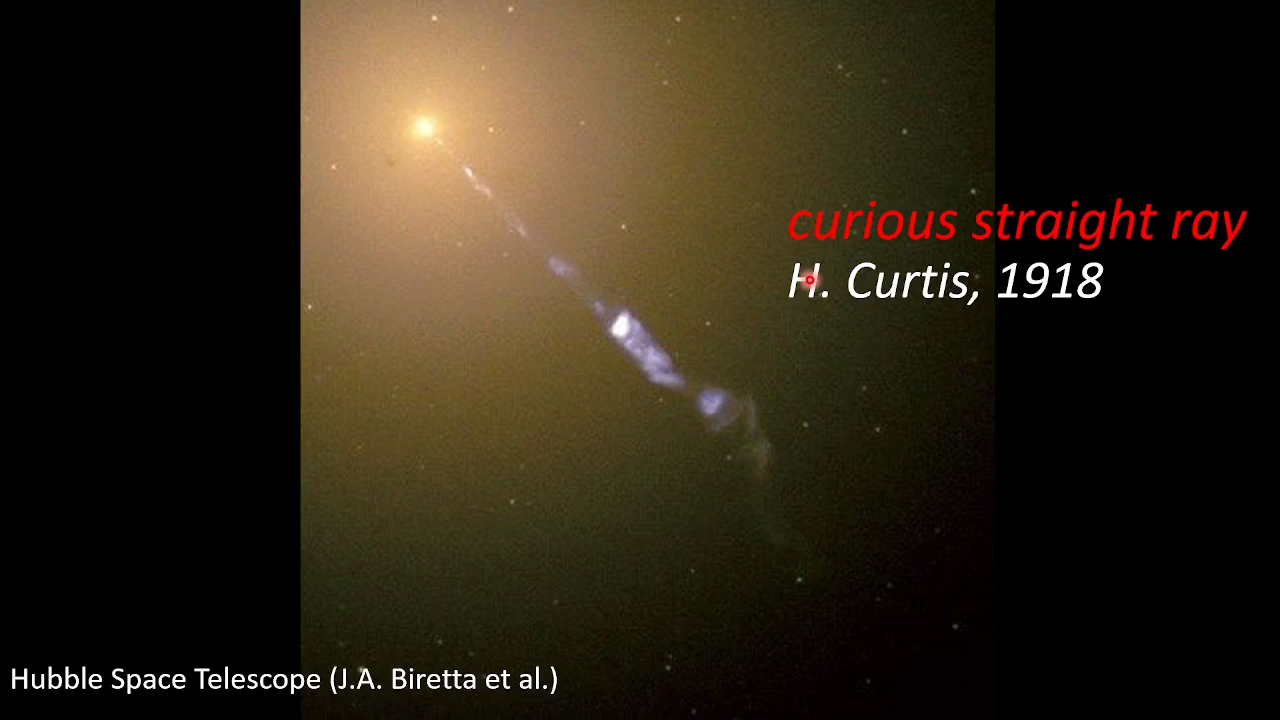 curious straight ray
H. Curtis, 1918
Hubble Space Telescope (J.A. Biretta et al.)